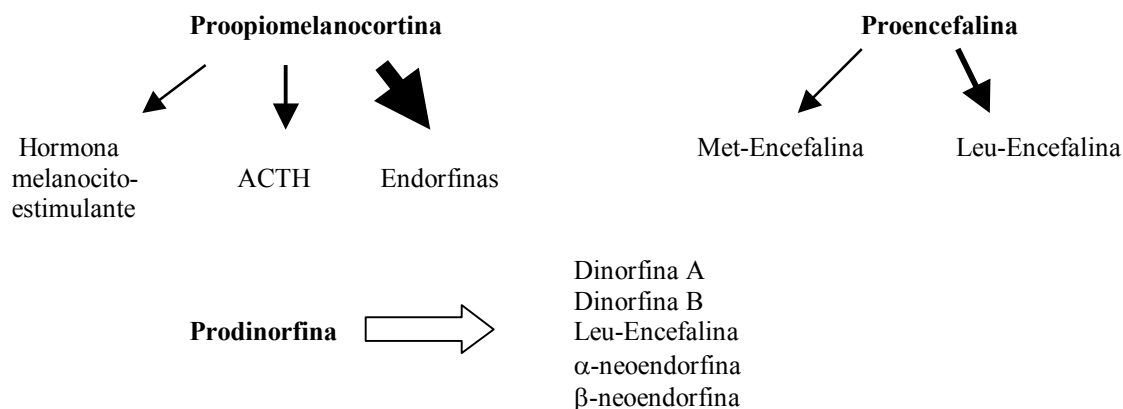 Proopiomelanocortina
Proencefalina
Hormona
melanocito-
estimulante
ACTH
Endorfinas
Met-Encefalina
Leu-Encefalina
Prodinorfina
Dinorfina A
Dinorfina B
Leu-Encefalina
α-neoendorfina
β-neoendorfina